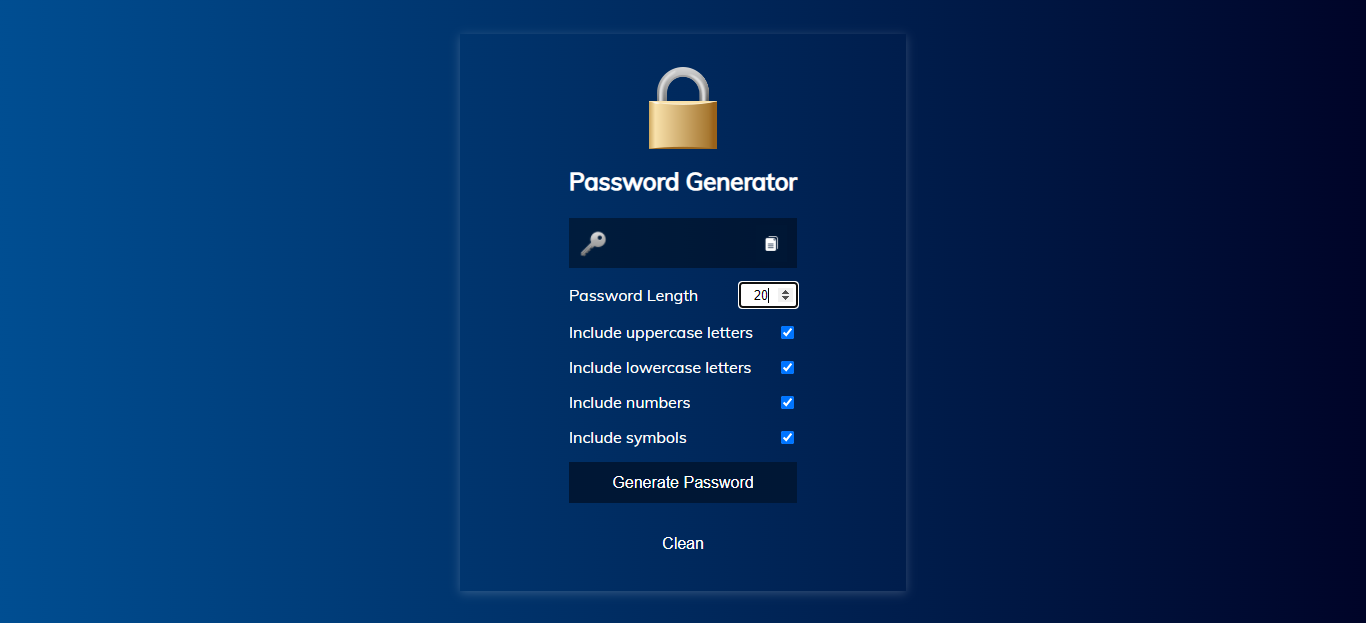 Password Generator
Password Length 20
Include uppercase letters
Include lowercase letters
Include numbers
Include symbols
Generate Password
Clean